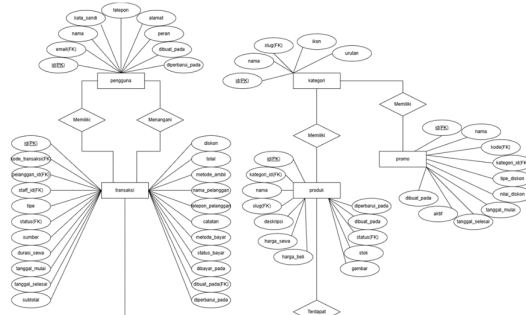 telepon
kata_sandi
alamat
nama
peran
email(FK)
dibuat_pada
id(PK)
diperbarui_pada
pengguna
Memiliki
Menangani
id(PK)
kode_transaksi(FK)
pelanggan_id(FK)
staff_id(FK)
tipe
status(FK)
sumber
durasi_sewa
tanggal_mulai
tanggal_selesai
subtotal
transaksi
diskon
total
metode_ambil
nama_pelanggan
telepon_pelanggan
catatan
metode_bayar
status_bayar
dibayar_pada
dibuat_pada(FK)
diperbarui_pada
slug(FK)
ikon
nama
urutan
id(PK)
kategori
Memiliki
Memiliki
id(PK)
kategori_id(FK)
nama
slug(FK)
deskripsi
harga_sewa
harga_beli
produk
diperbarui_pada
dibuat_pada
status(FK)
stok
gambar
Terdapat
promo
id(PK)
nama
kode(FK)
kategori_id(FK)
tipe_diskon
nilai_diskon
tanggal_mulai
tanggal_selesai
aktif
dibuat_pada